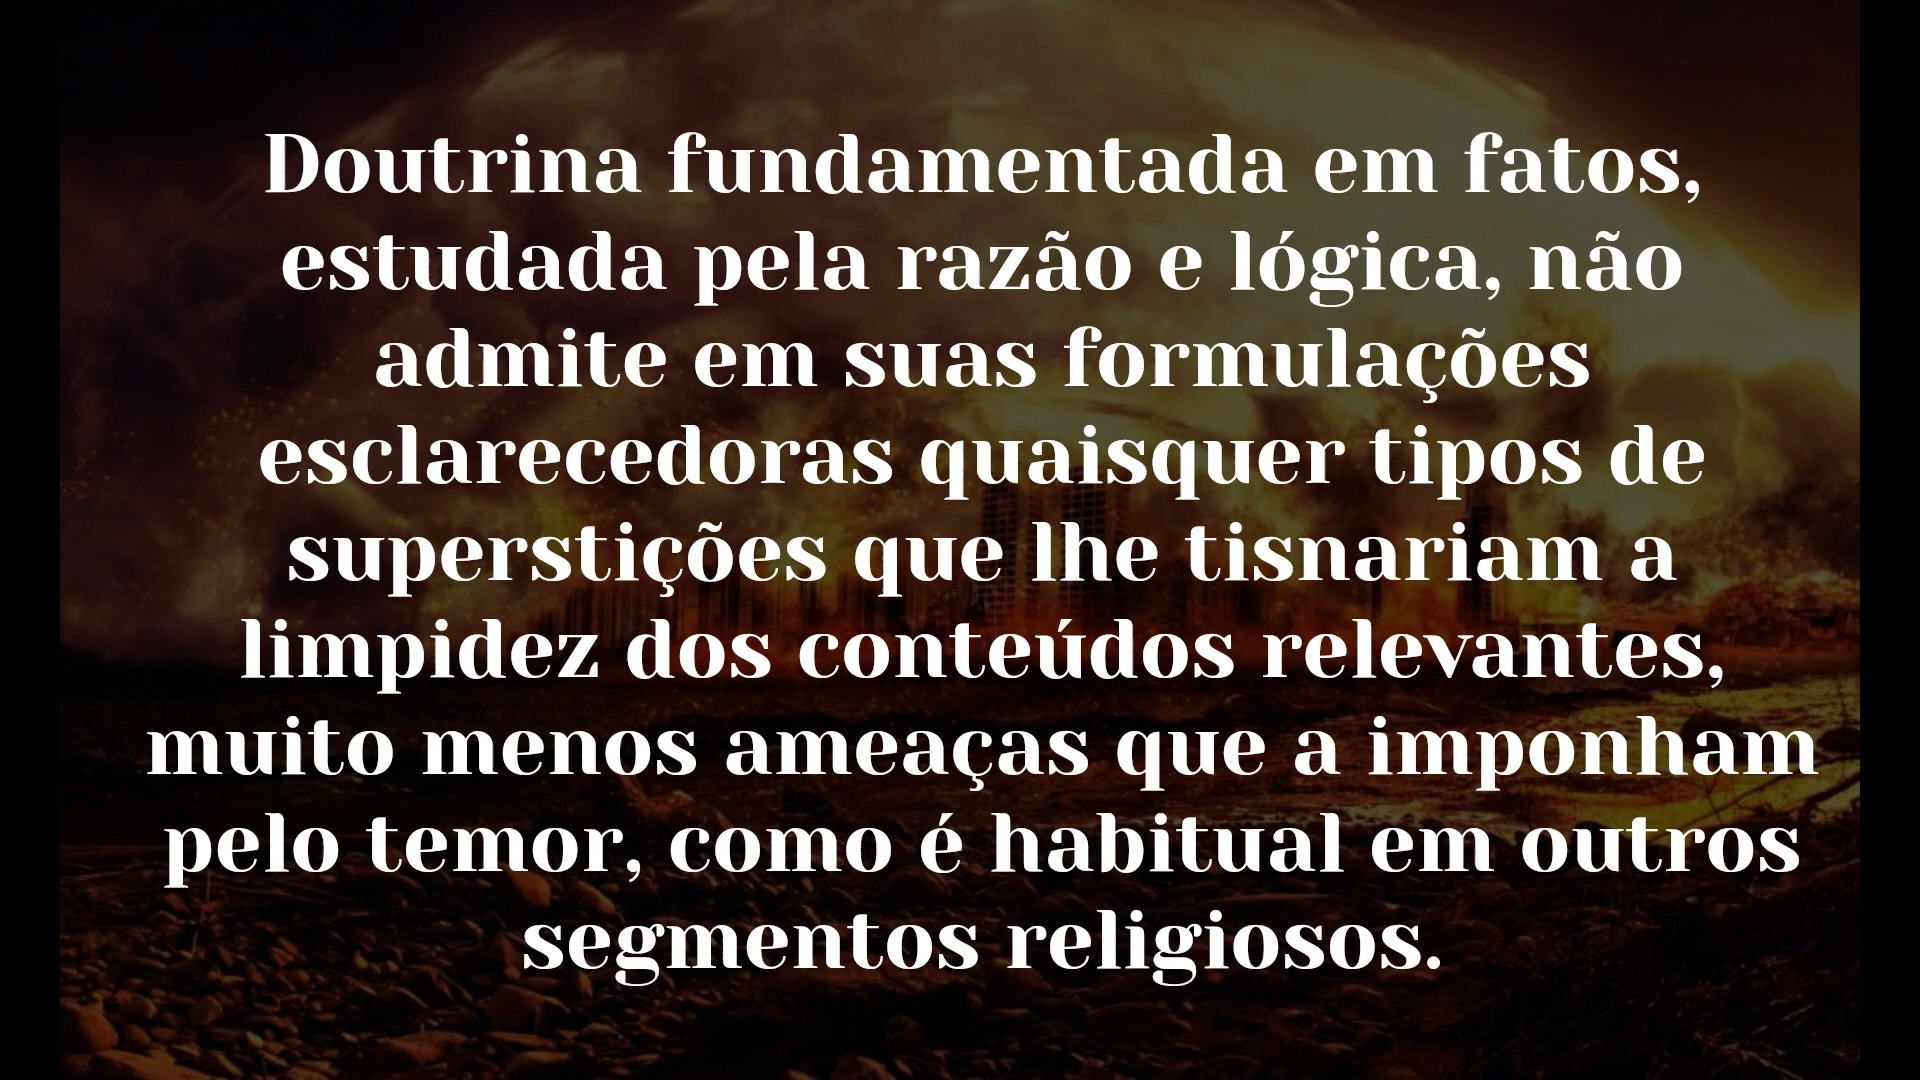 Doutrina fundamentada em fatos,
estudada pela razão e lógica, não
admite em suas formulações
esclarecedoras quaisquer tipos de
superstições que lhe tisnariam a
limpidez dos conteúdos relevantes,
muito menos ameaças que a imponham
pelo temor, como é habitual em outros
segmentos religiosos.